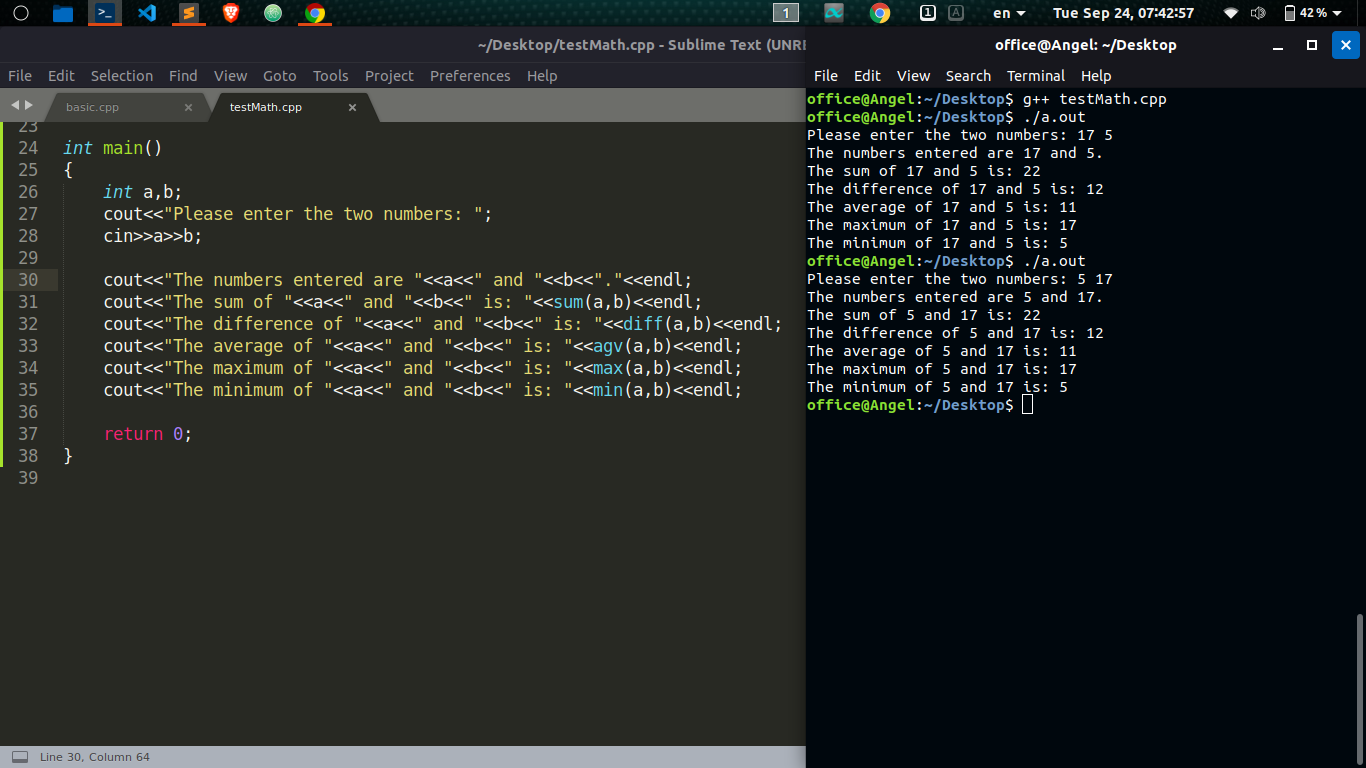 1
1
A
en
Tue Sep 24, 07:42:57
42 %
~/Desktop/testMath.cpp - Sublime Text (UNRE
File Edit Selection Find View Goto Tools Project Preferences Help
basic.cpp × testMath.cpp ×
23
24 int main()
25 {
26     int a,b;
27     cout<<"Please enter the two numbers: ";
28     cin>>a>>b;
29
30     cout<<"The numbers entered are "<<a<<" and "<<b<<"."<<endl;
31     cout<<"The sum of "<<a<<" and "<<b<<" is: "<<sum(a,b)<<endl;
32     cout<<"The difference of "<<a<<" and "<<b<<" is: "<<diff(a,b)<<endl;
33     cout<<"The average of "<<a<<" and "<<b<<" is: "<<agv(a,b)<<endl;
34     cout<<"The maximum of "<<a<<" and "<<b<<" is: "<<max(a,b)<<endl;
35     cout<<"The minimum of "<<a<<" and "<<b<<" is: "<<min(a,b)<<endl;
36
37     return 0;
38 }
39
Line 30, Column 64
office@Angel: ~/Desktop
File Edit View Search Terminal Help
office@Angel:~/Desktop$ g++ testMath.cpp
office@Angel:~/Desktop$ ./a.out
Please enter the two numbers: 17 5
The numbers entered are 17 and 5.
The sum of 17 and 5 is: 22
The difference of 17 and 5 is: 12
The average of 17 and 5 is: 11
The maximum of 17 and 5 is: 17
The minimum of 17 and 5 is: 5
office@Angel:~/Desktop$ ./a.out
Please enter the two numbers: 5 17
The numbers entered are 5 and 17.
The sum of 5 and 17 is: 22
The difference of 5 and 17 is: 12
The average of 5 and 17 is: 11
The maximum of 5 and 17 is: 17
The minimum of 5 and 17 is: 5
office@Angel:~/Desktop$